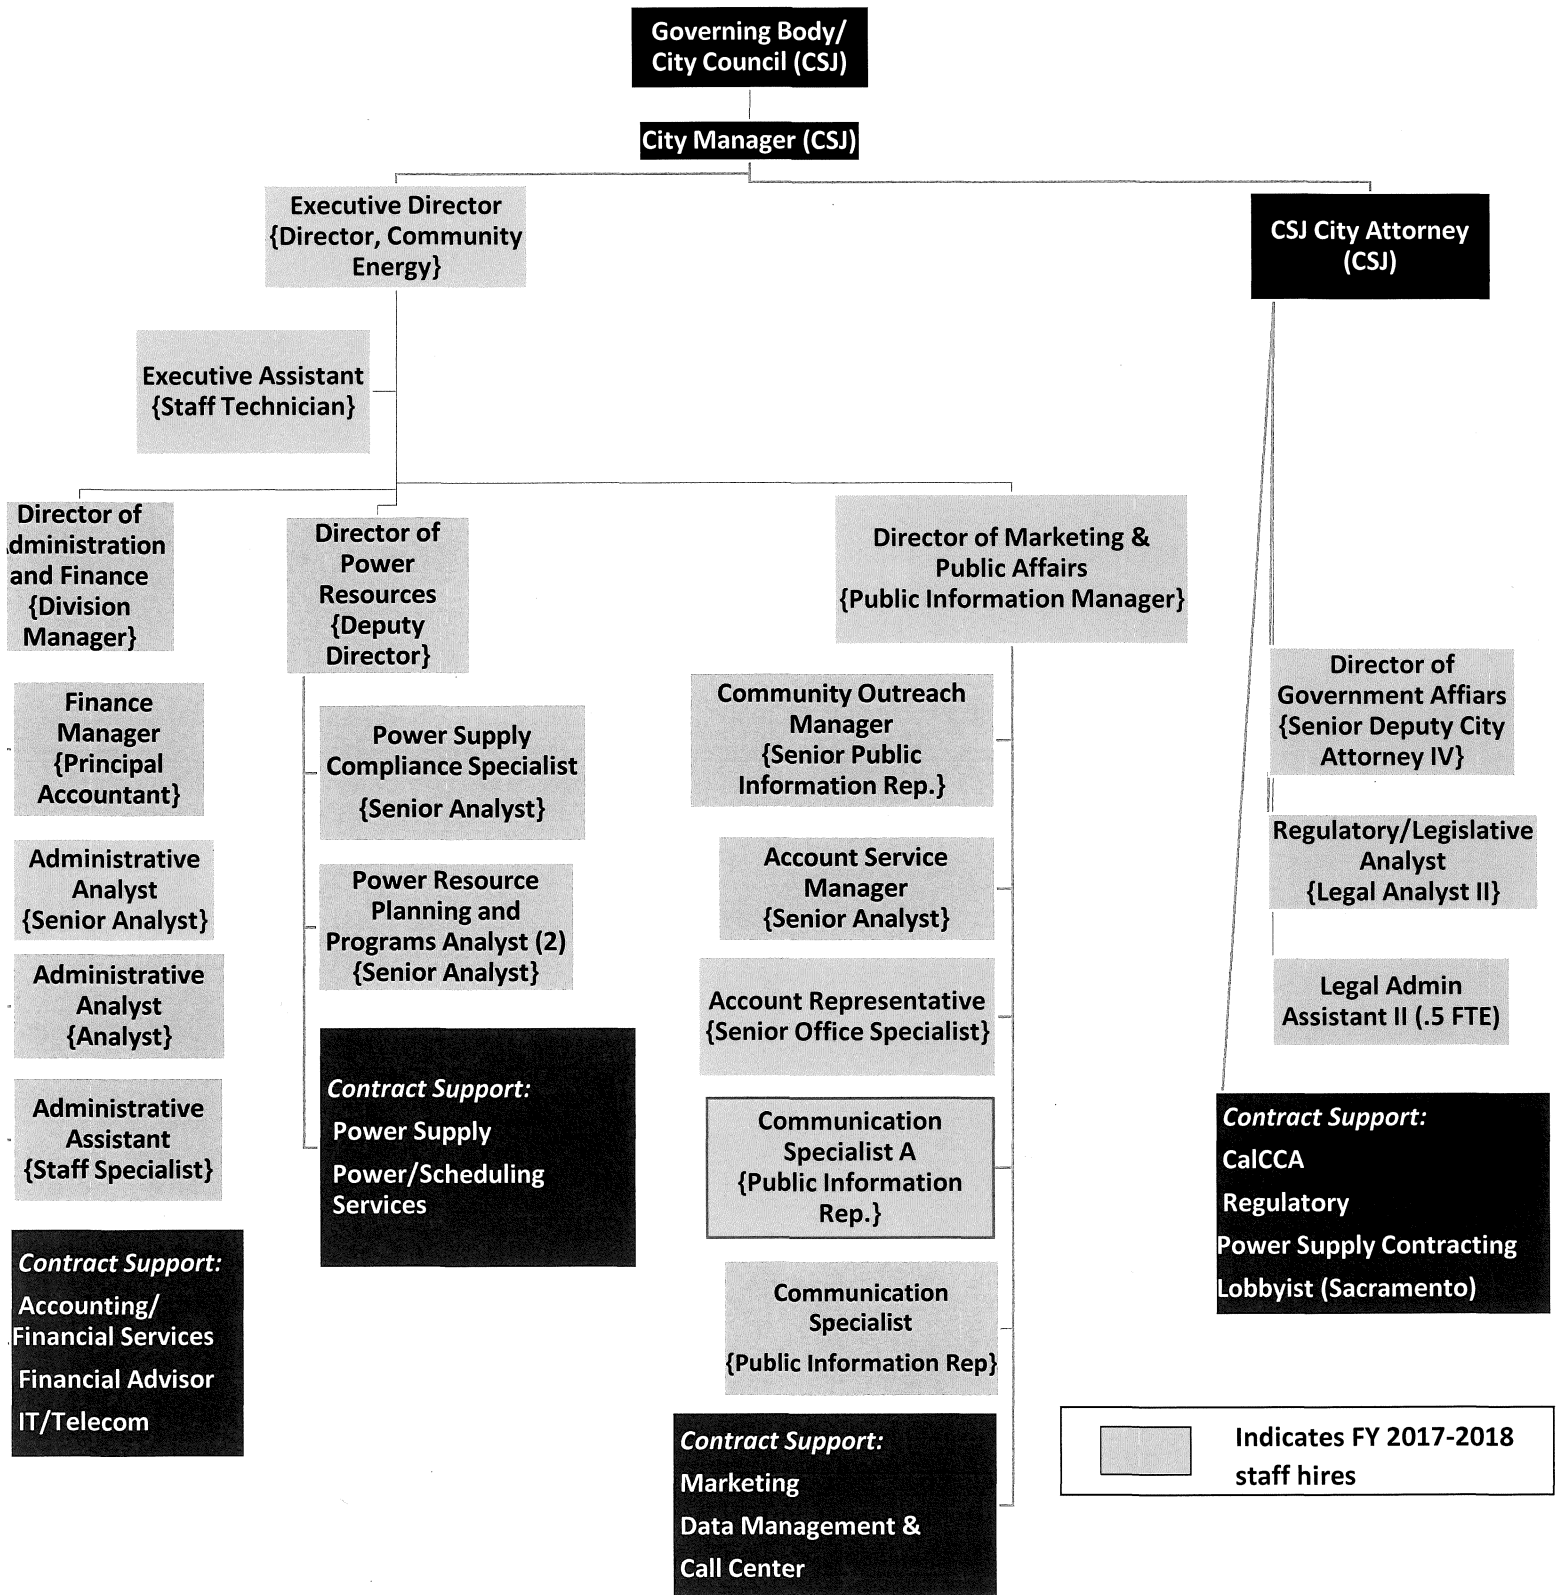 Governing Body/
City Council (CSJ)
City Manager (CSJ)
Executive Director
{Director, Community
Energy}
CSJ City Attorney
(CSJ)
Executive Assistant
{Staff Technician}
Director of
dministration
and Finance
{Division
Manager}
Director of
Power
Resources
{Deputy
Director}
Director of Marketing &
Public Affairs
{Public Information Manager}
Finance
Manager
{Principal
Accountant}
Administrative
Analyst
{Senior Analyst}
Administrative
Analyst
{Analyst}
Administrative
Assistant
{Staff Specialist}
Contract Support:
Accounting/
Financial Services
Financial Advisor
IT/Telecom
Power Supply
Compliance Specialist
{Senior Analyst}
Power Resource
Planning and
Programs Analyst (2)
{Senior Analyst}
Contract Support:
Power Supply
Power/Scheduling
Services
Community Outreach
Manager
{Senior Public
Information Rep.}
Account Service
Manager
{Senior Analyst}
Account Representative
{Senior Office Specialist}
Communication
Specialist A
{Public Information
Rep.}
Communication
Specialist
{Public Information Rep}
Contract Support:
Marketing
Data Management &
Call Center
Director of
Government Affiars
{Senior Deputy City
Attorney IV}
Regulatory/Legislative
Analyst
{Legal Analyst II}
Legal Admin
Assistant II (.5 FTE)
Contract Support:
CalCCA
Regulatory
Power Supply Contracting
Lobbyist (Sacramento)
Indicates FY 2017-2018
staff hires